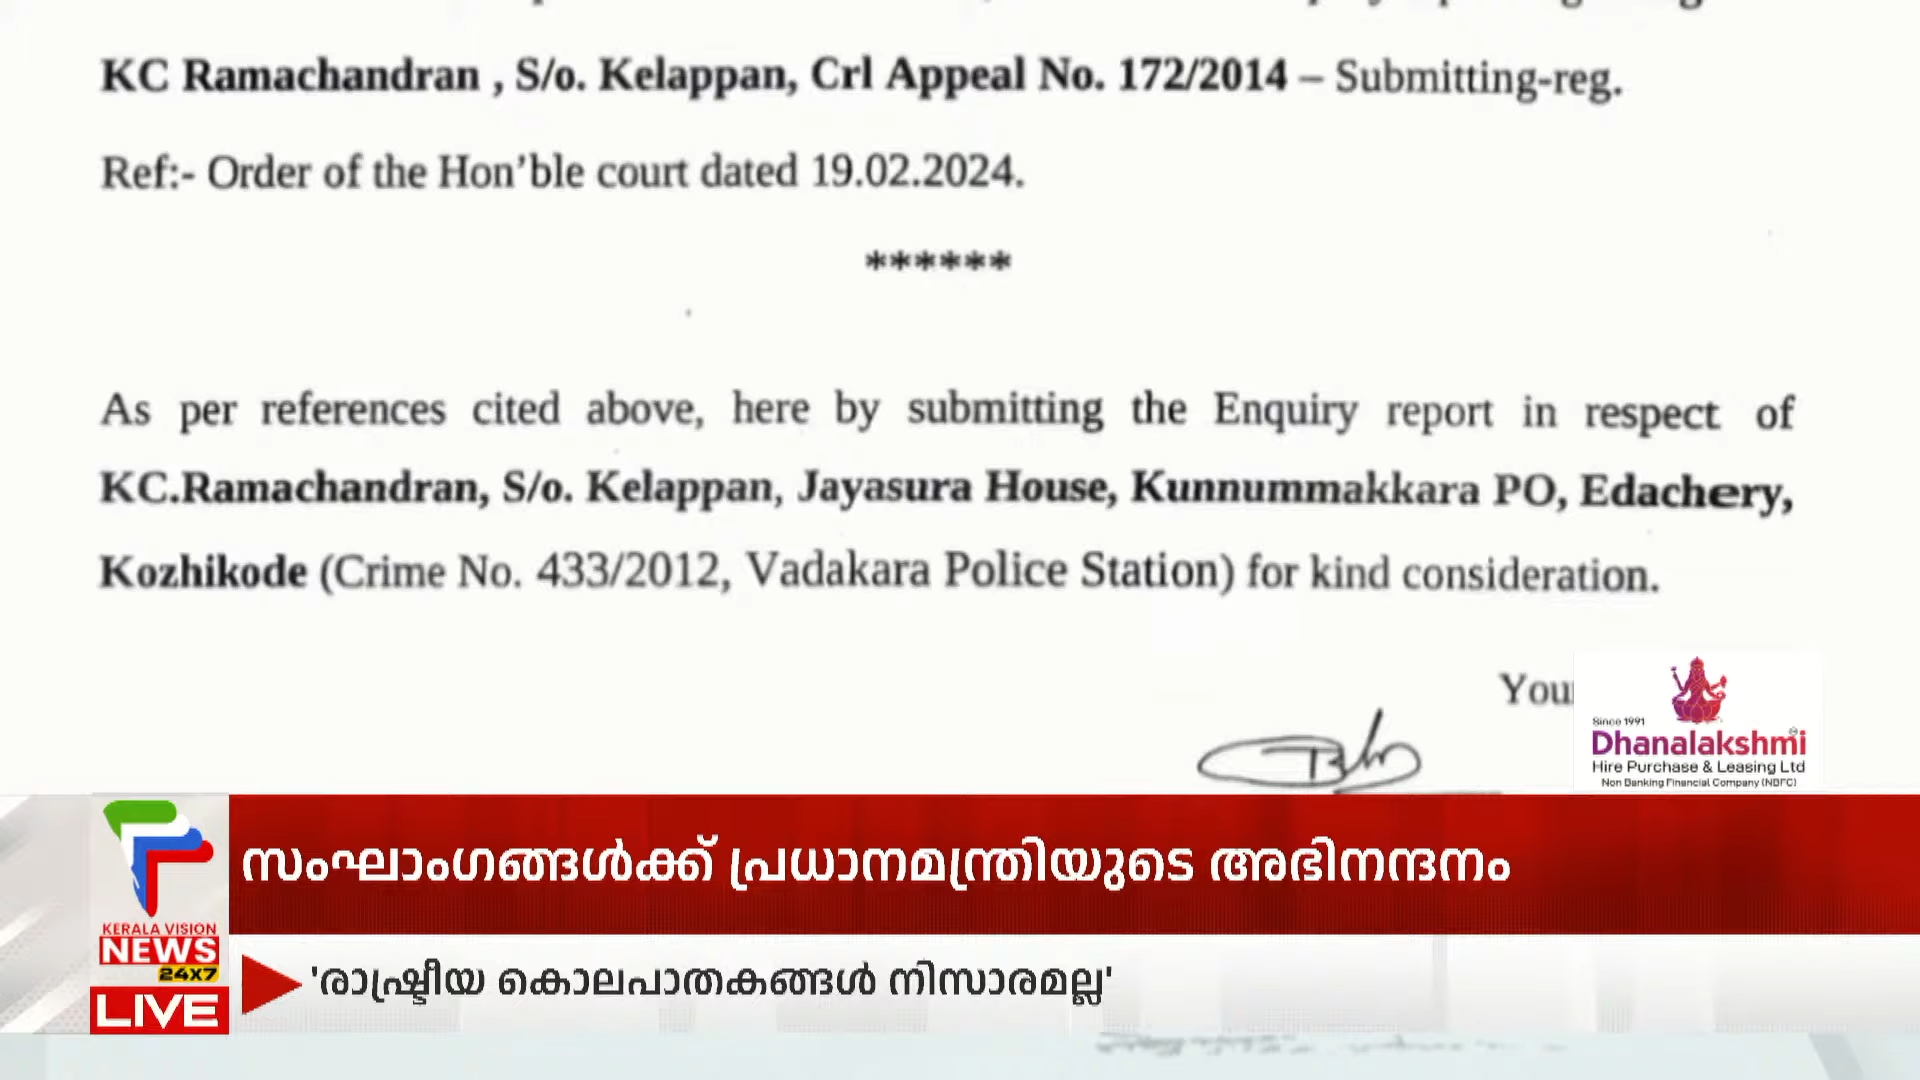 KC Ramachandran , S/o. Kelappan, Crl Appeal No. 172/2014 – Submitting-reg.
Ref:- Order of the Hon’ble court dated 19.02.2024.
******
As per references cited above, here by submitting the Enquiry report in respect of
KC.Ramachandran, S/o. Kelappan, Jayasura House, Kunnummakkara PO, Edachery,
Kozhikode (Crime No. 433/2012, Vadakara Police Station) for kind consideration.
Since 1991
Dhanalakshmi
Hire Purchase & Leasing Ltd
Non Banking Financial Company (NBFC)
സംഘാംഗങ്ങൾക്ക് പ്രധാനമന്ത്രിയുടെ അഭിനന്ദനം
KERALA VISION
NEWS
24x7
LIVE
'രാഷ്ട്രീയ കൊലപാതകങ്ങൾ നിസാരമല്ല'